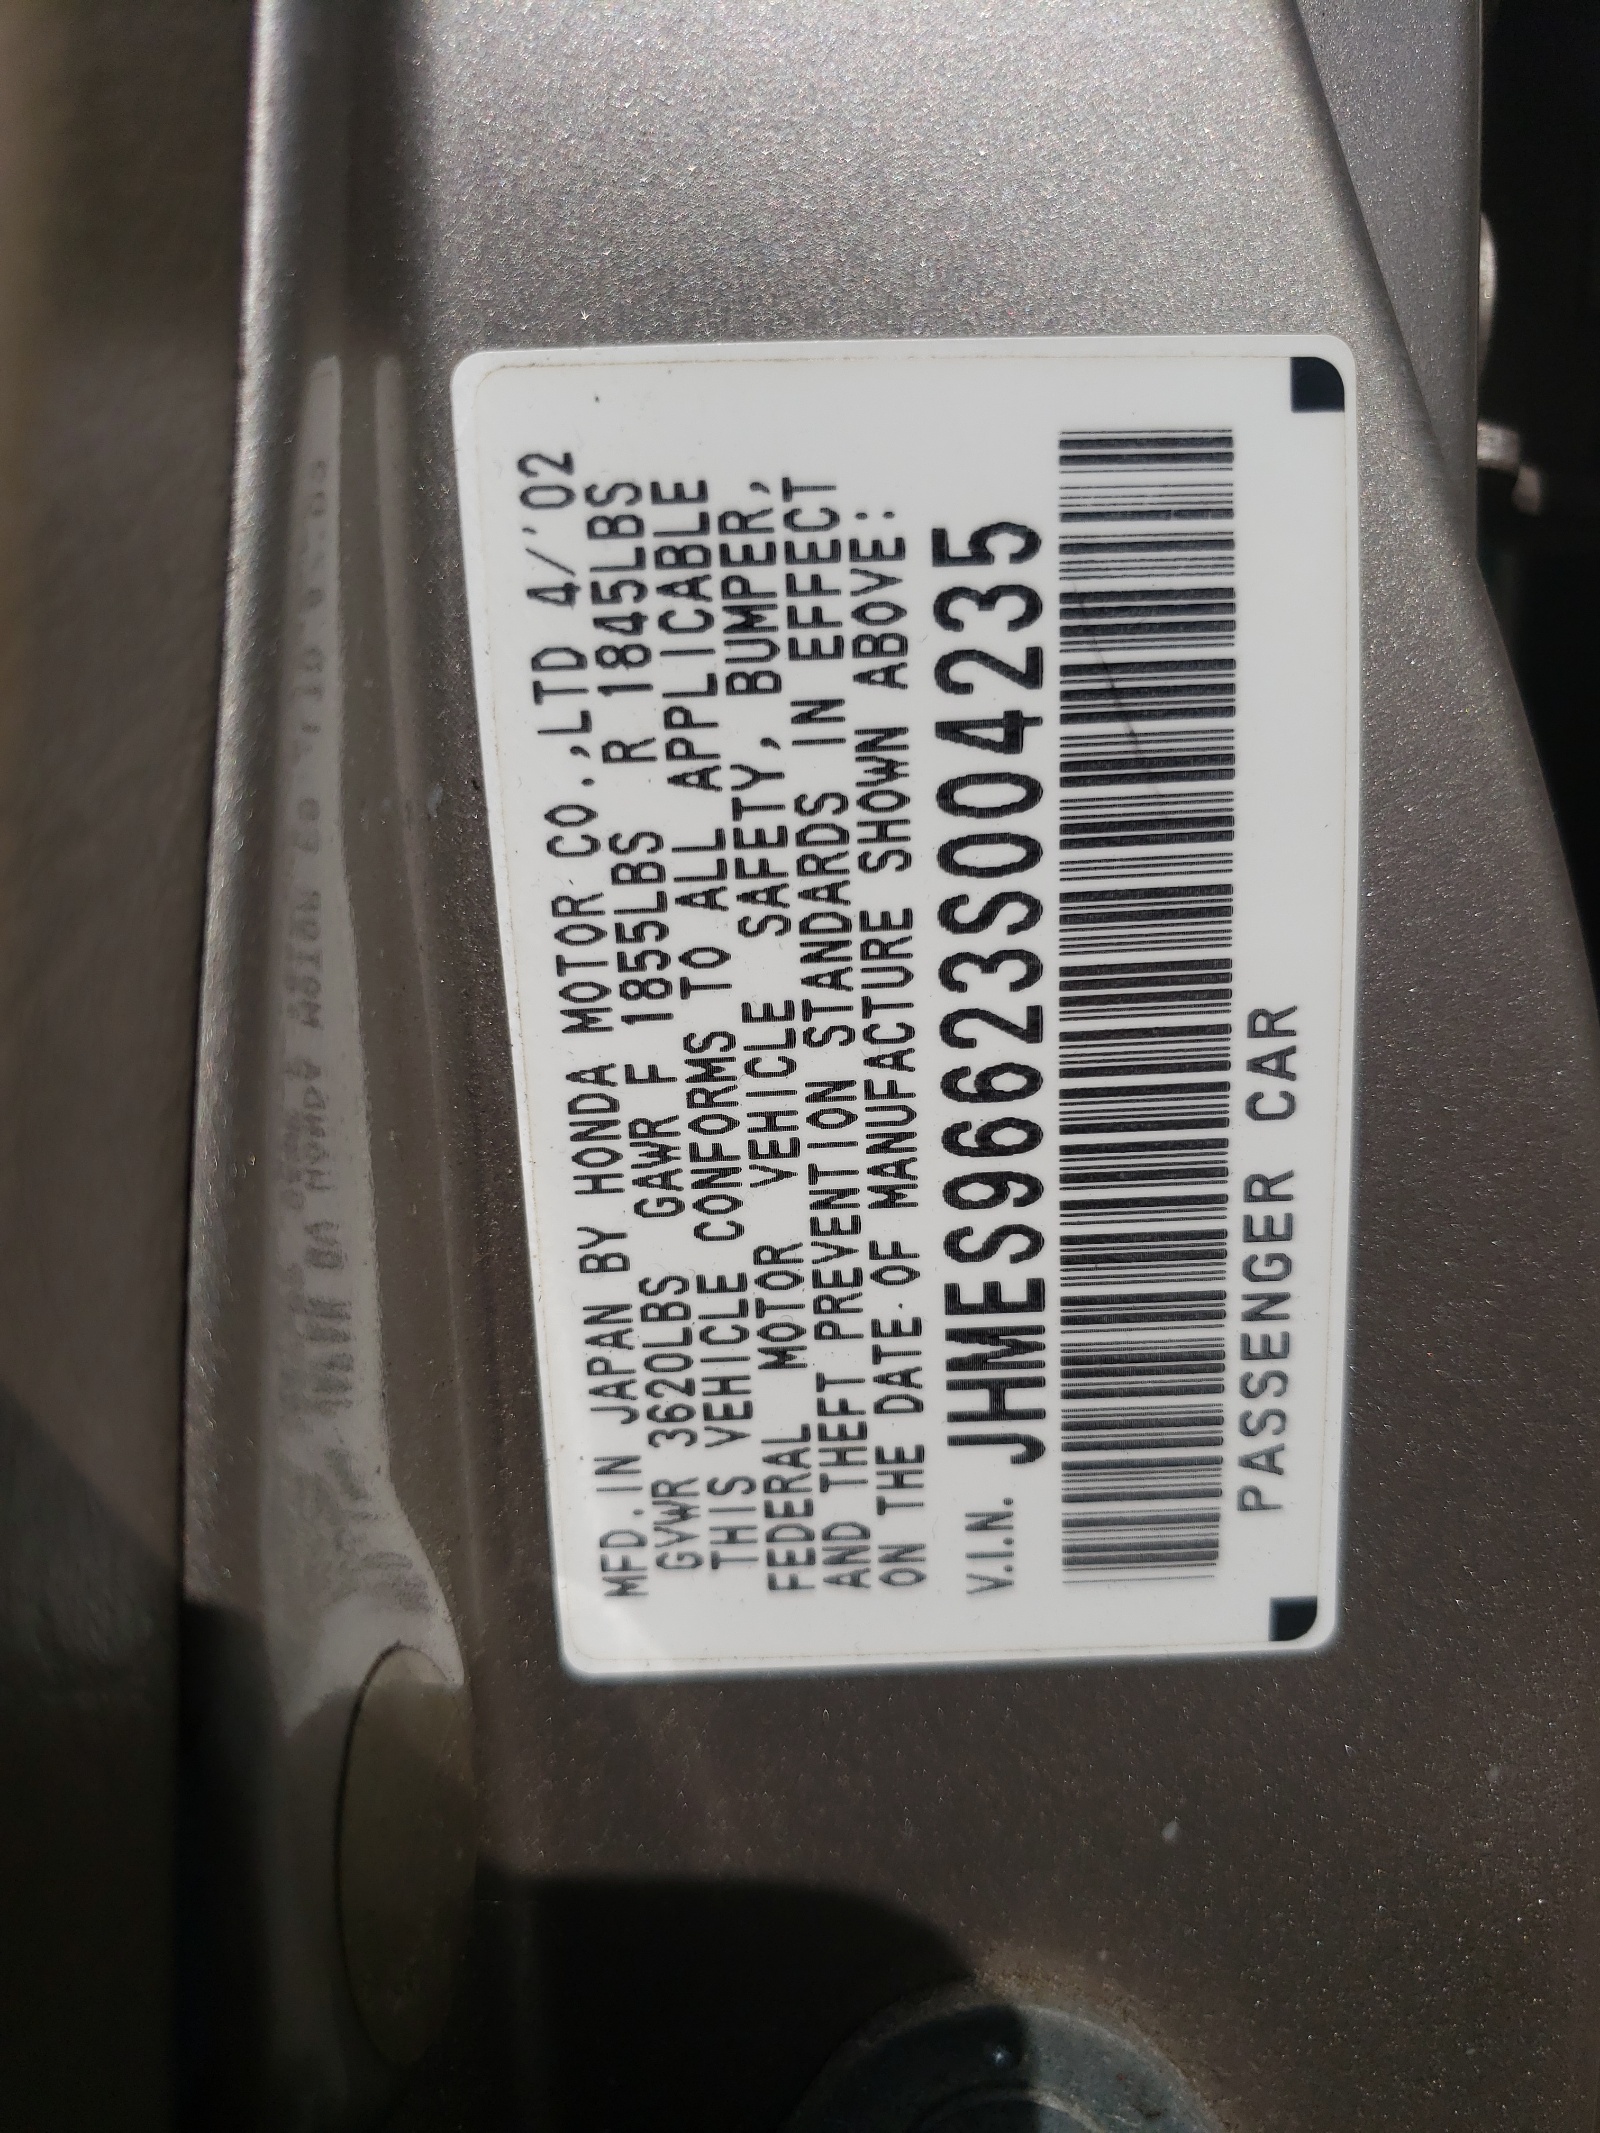 MFD. IN JAPAN BY HONDA MOTOR CO.,LTD 4/'02
GVWR 3620LBS GAWR F 1855LBS R R 1845LBS
THIS VEHICLE CONFORMS TO ALL APPLICABLE
FEDERAL MOTOR VEHICLE SAFETY, BUMPER,
AND THEFT PREVENTION STANDARDS IN EFFECT
ON THE DATE OF MANUFACTURE SHOWN ABOVE:
V.I.N. JHMES96623S004235
PASSENGER CAR